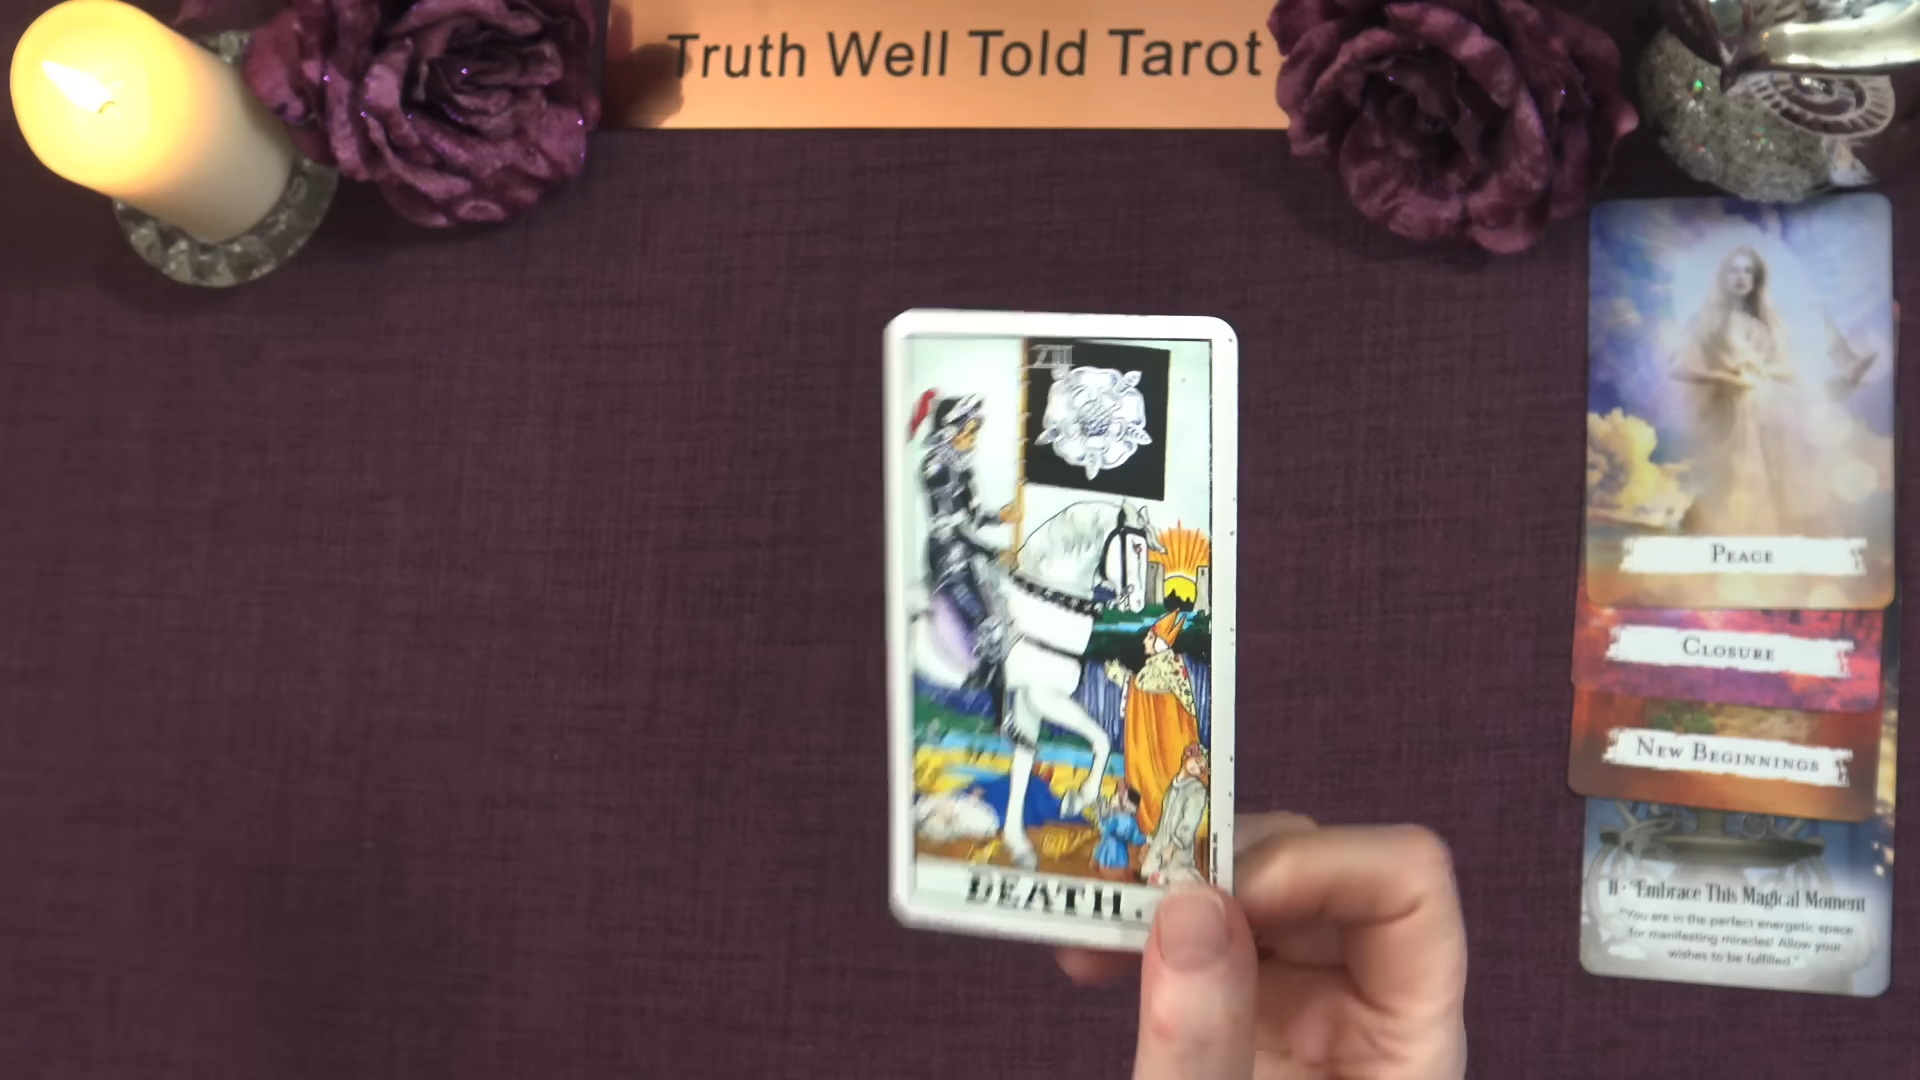 Truth Well Told Tarot
XIII
DEATH.
PEACE
CLOSURE
NEW BEGINNINGS
11 · Embrace This Magical Moment
"You are in the perfect energetic space
for manifesting miracles! Allow your
wishes to be fulfilled."